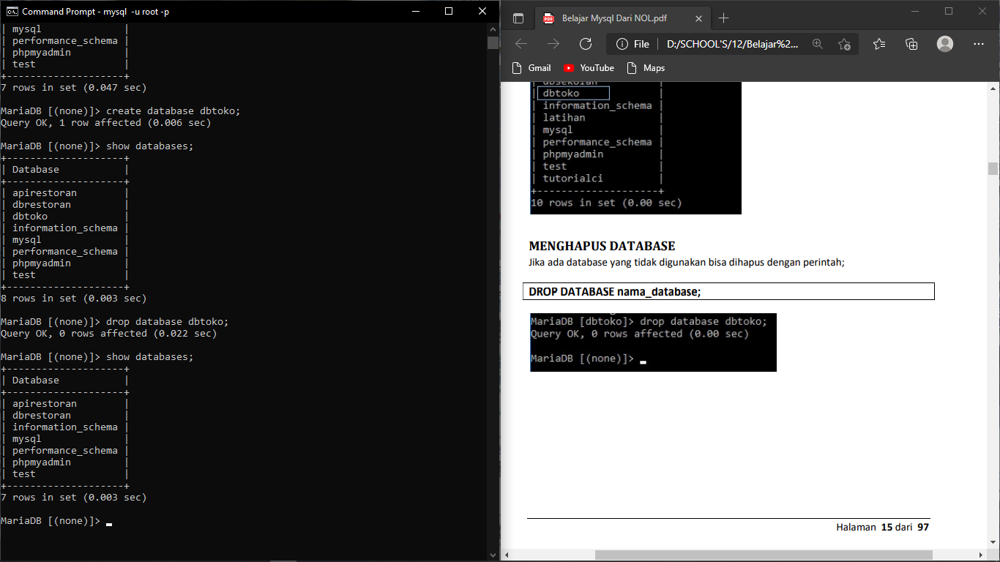 Command Prompt - mysql  -u root -p
| mysql              |
| performance_schema |
| phpmyadmin         |
| test               |
+--------------------+
7 rows in set (0.047 sec)
MariaDB [(none)]> create database dbtoko;
Query OK, 1 row affected (0.006 sec)
MariaDB [(none)]> show databases;
+--------------------+
| Database           |
+--------------------+
| apirestoran        |
| dbrestoran         |
| dbtoko             |
| information_schema |
| mysql              |
| performance_schema |
| phpmyadmin         |
| test               |
+--------------------+
8 rows in set (0.003 sec)
MariaDB [(none)]> drop database dbtoko;
Query OK, 0 rows affected (0.022 sec)
MariaDB [(none)]> show databases;
+--------------------+
| Database           |
+--------------------+
| apirestoran        |
| dbrestoran         |
| information_schema |
| mysql              |
| performance_schema |
| phpmyadmin         |
| test               |
+--------------------+
7 rows in set (0.003 sec)
MariaDB [(none)]>
PDF Belajar Mysql Dari NOL.pdf
File | D:/SCHOOL'S/12/Belajar%2...
Gmail YouTube Maps
| dbsekolah          |
| dbtoko             |
| information_schema |
| latihan            |
| mysql              |
| performance_schema |
| phpmyadmin         |
| test               |
| tutorialci         |
+--------------------+
10 rows in set (0.00 sec)
MENGHAPUS DATABASE
Jika ada database yang tidak digunakan bisa dihapus dengan perintah;
DROP DATABASE nama_database;
MariaDB [dbtoko]> drop database dbtoko;
Query OK, 0 rows affected (0.00 sec)
MariaDB [(none)]>
Halaman 15 dari 97